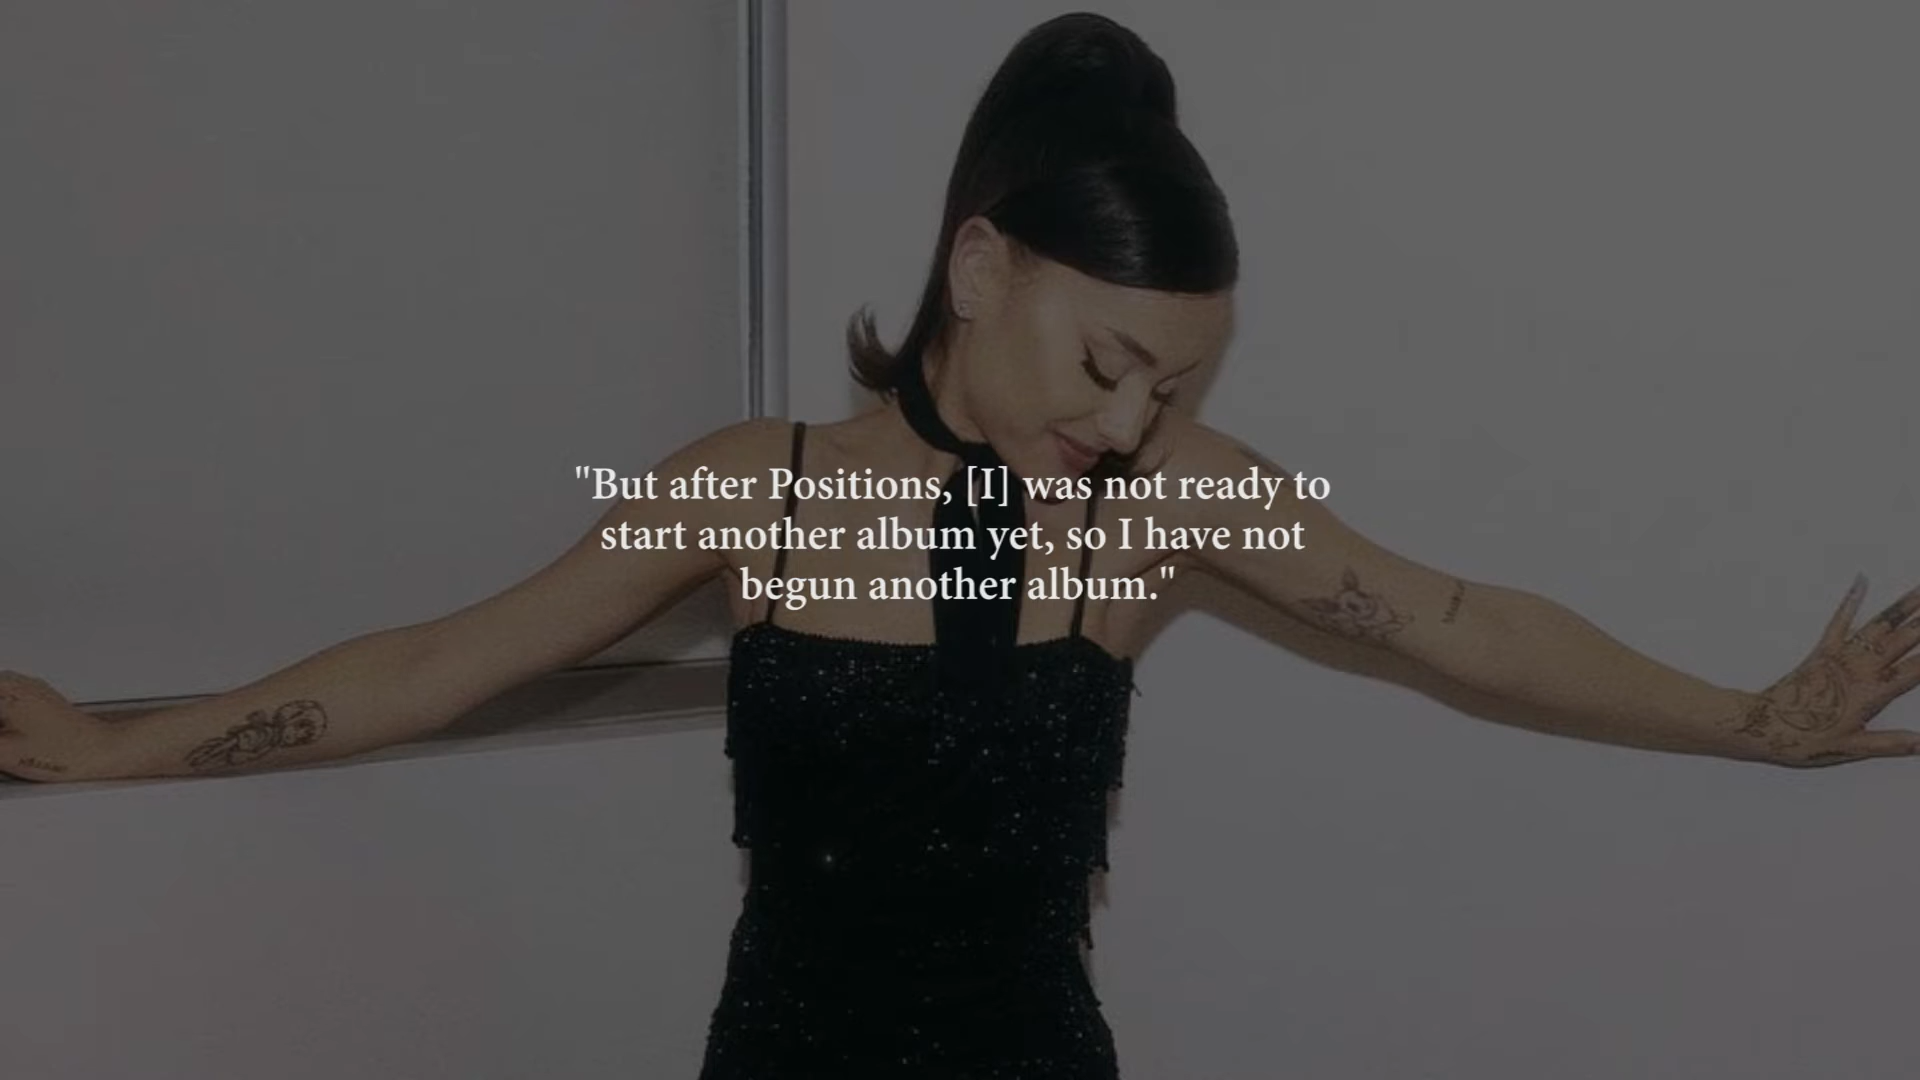 "But after Positions, [I] was not ready to
start another album yet, so I have not
begun another album."